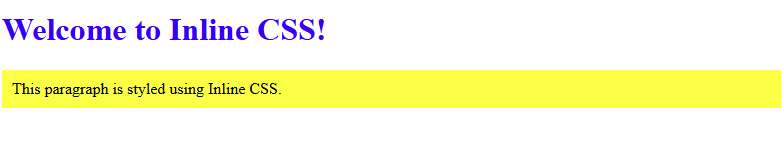 Welcome to Inline CSS!
This paragraph is styled using Inline CSS.